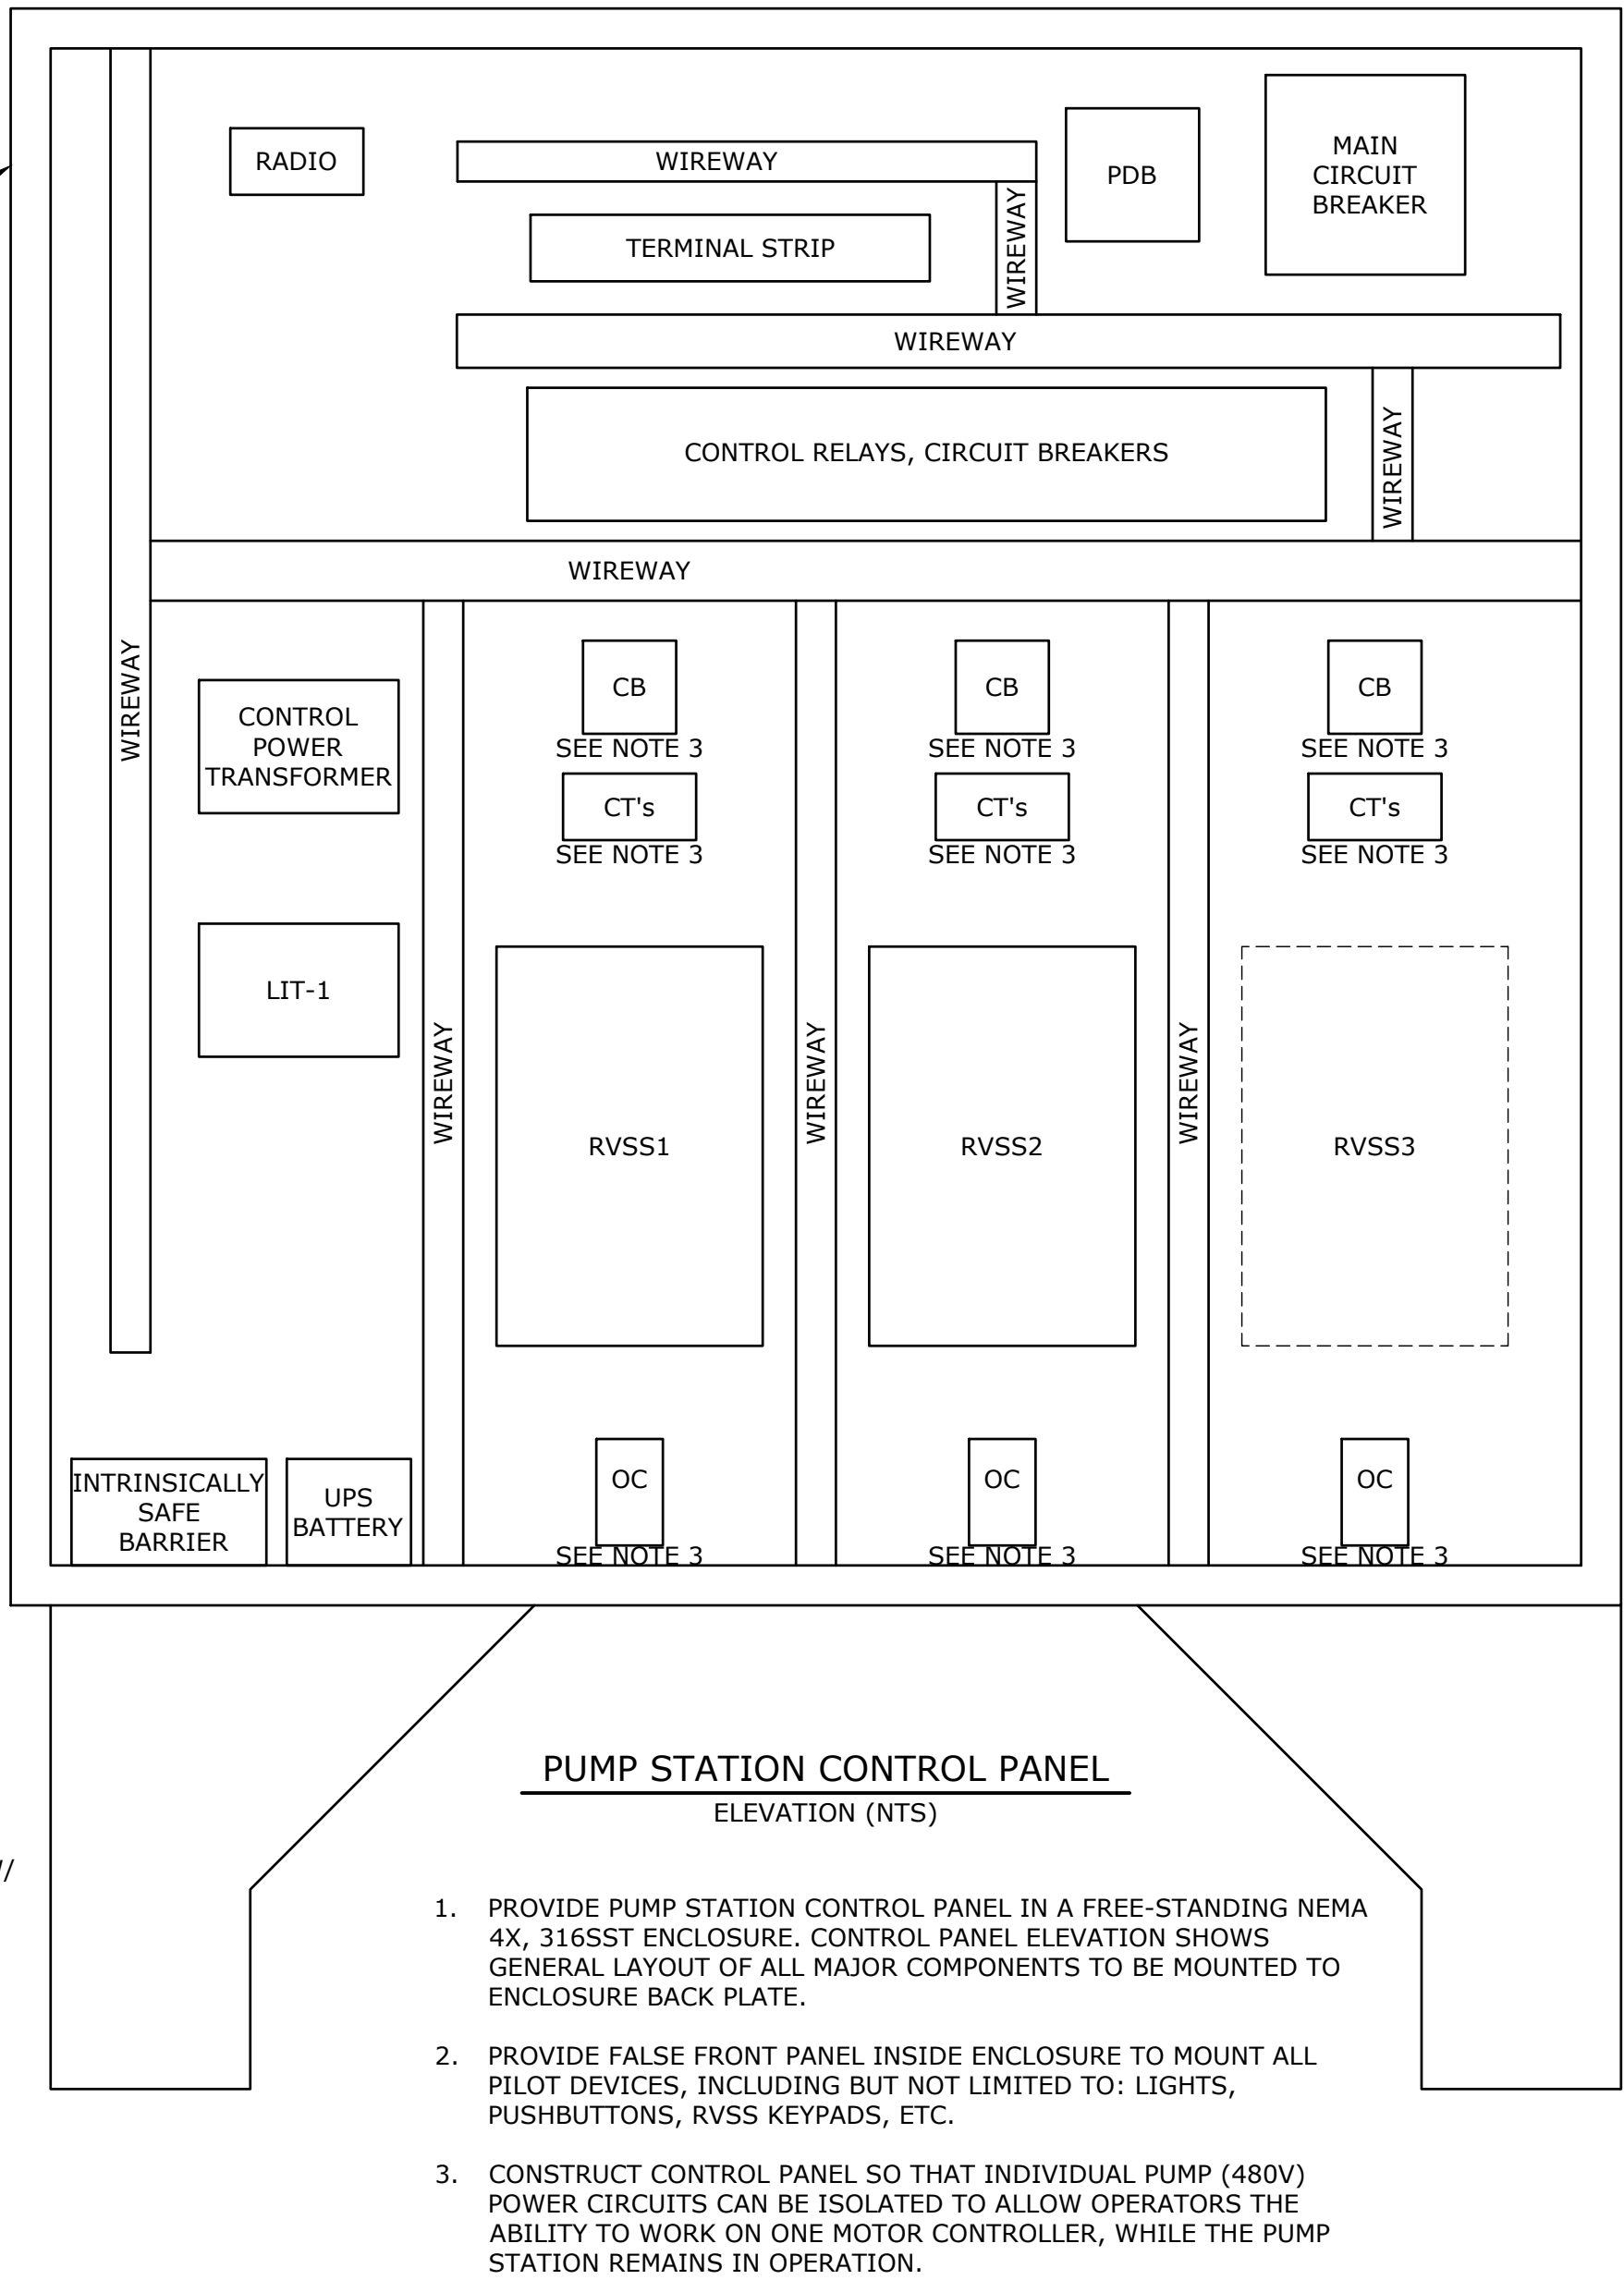 RADIO
WIREWAY
PDB
MAIN
CIRCUIT
BREAKER
TERMINAL STRIP
WIREWAY
WIREWAY
CONTROL RELAYS, CIRCUIT BREAKERS
WIREWAY
WIREWAY
WIREWAY
CONTROL
POWER
TRANSFORMER
CB
SEE NOTE 3
CT's
SEE NOTE 3
CB
SEE NOTE 3
CT's
SEE NOTE 3
CB
SEE NOTE 3
CT's
SEE NOTE 3
LIT-1
WIREWAY
RVSS1
WIREWAY
RVSS2
WIREWAY
RVSS3
INTRINSICALLY
SAFE
BARRIER
UPS
BATTERY
OC
SEE NOTE 3
OC
SEE NOTE 3
OC
SEE NOTE 3
PUMP STATION CONTROL PANEL
ELEVATION (NTS)
1. PROVIDE PUMP STATION CONTROL PANEL IN A FREE-STANDING NEMA
4X, 316SST ENCLOSURE. CONTROL PANEL ELEVATION SHOWS
GENERAL LAYOUT OF ALL MAJOR COMPONENTS TO BE MOUNTED TO
ENCLOSURE BACK PLATE.
2. PROVIDE FALSE FRONT PANEL INSIDE ENCLOSURE TO MOUNT ALL
PILOT DEVICES, INCLUDING BUT NOT LIMITED TO: LIGHTS,
PUSHBUTTONS, RVSS KEYPADS, ETC.
3. CONSTRUCT CONTROL PANEL SO THAT INDIVIDUAL PUMP (480V)
POWER CIRCUITS CAN BE ISOLATED TO ALLOW OPERATORS THE
ABILITY TO WORK ON ONE MOTOR CONTROLLER, WHILE THE PUMP
STATION REMAINS IN OPERATION.